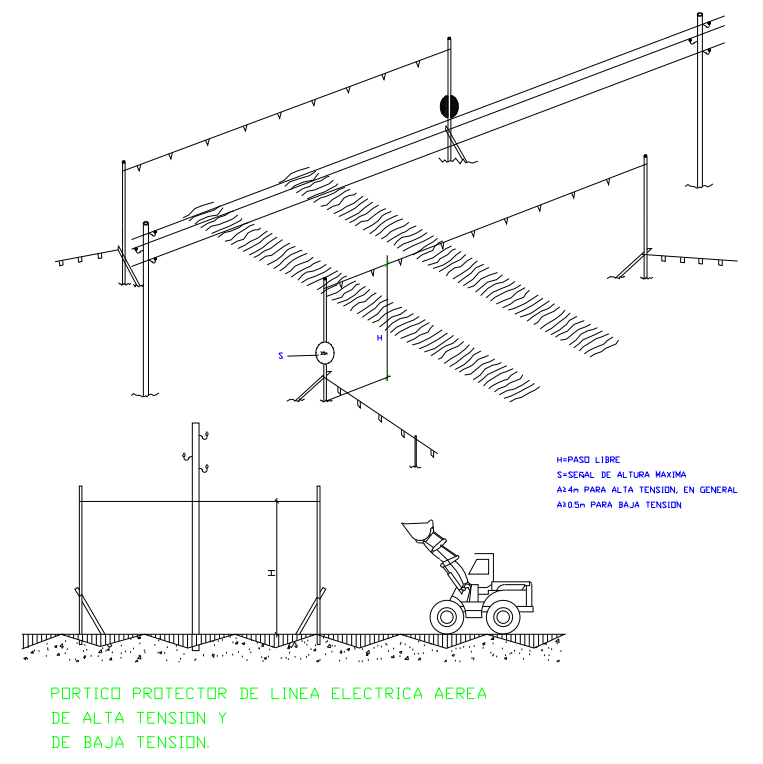 S
H
H=PASO LIBRE
S=SEÑAL DE ALTURA MAXIMA
A≥4m PARA ALTA TENSION, EN GENERAL
A≥0.5m PARA BAJA TENSION
H
PORTICO PROTECTOR DE LINEA ELECTRICA AEREA
DE ALTA TENSION Y
DE BAJA TENSION.